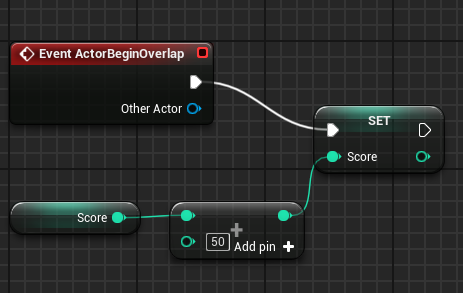 Event ActorBeginOverlap
Other Actor
SET
Score
Score
50
Add pin